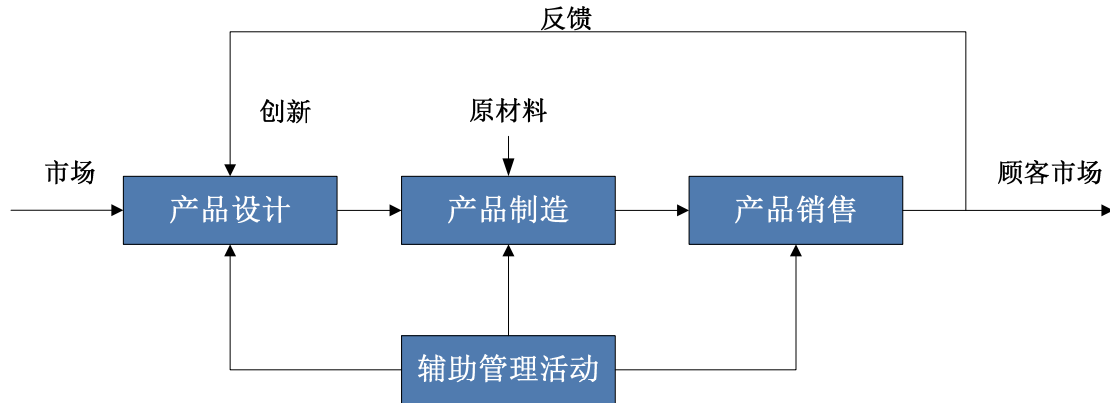 反馈
创新
原材料
市场
顾客市场
产品设计
产品制造
产品销售
辅助管理活动